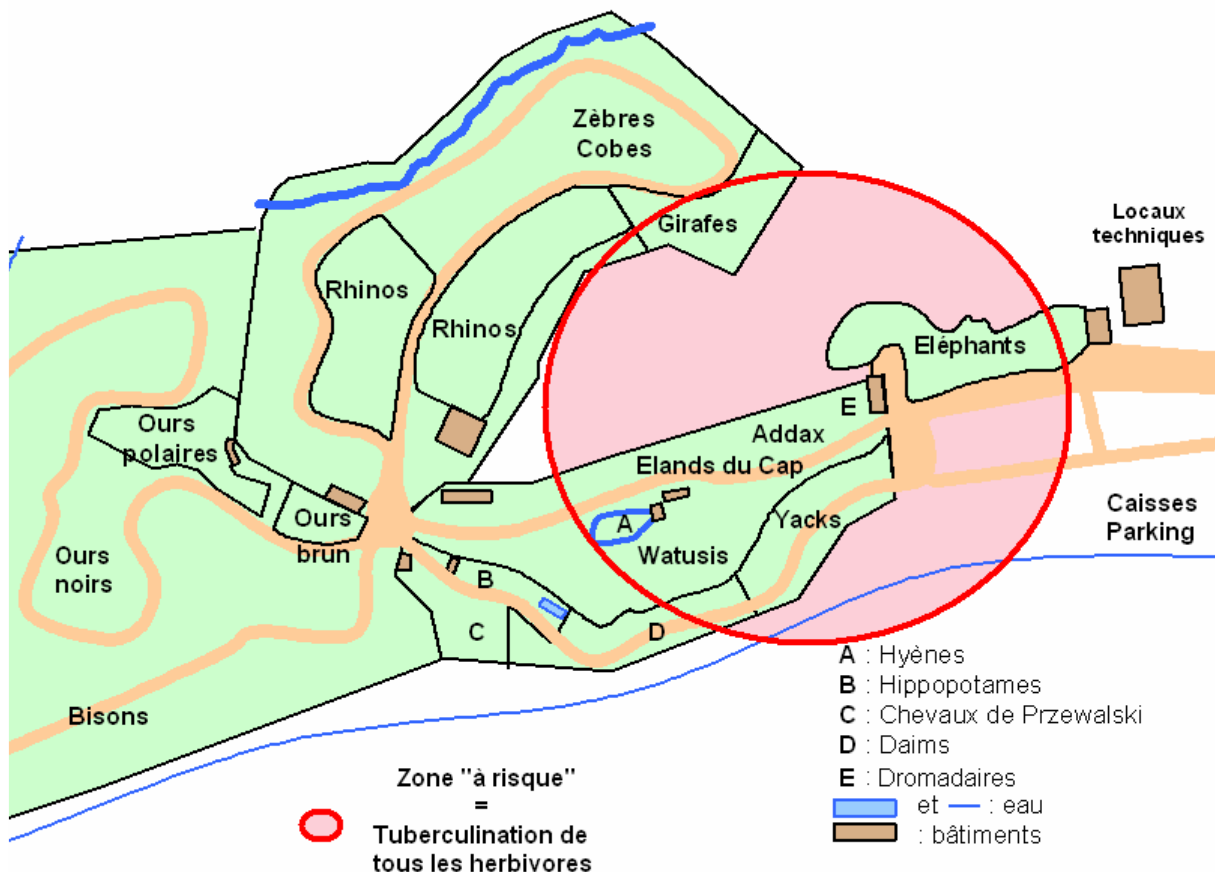 Zèbres
Cobes
Girafes
Locaux
techniques
Rhinos
Rhinos
Eléphants
E
Addax
Elands du Cap
Ours
polaires
A
Yacks
Ours
brun
Watusis
Caisses
Parking
Ours
noirs
B
C
D
Bisons
A : Hyènes
B : Hippopotames
C : Chevaux de Przewalski
D : Daims
E : Dromadaires
et — : eau
: bâtiments
Zone "à risque"
=
Tuberculination de
tous les herbivores